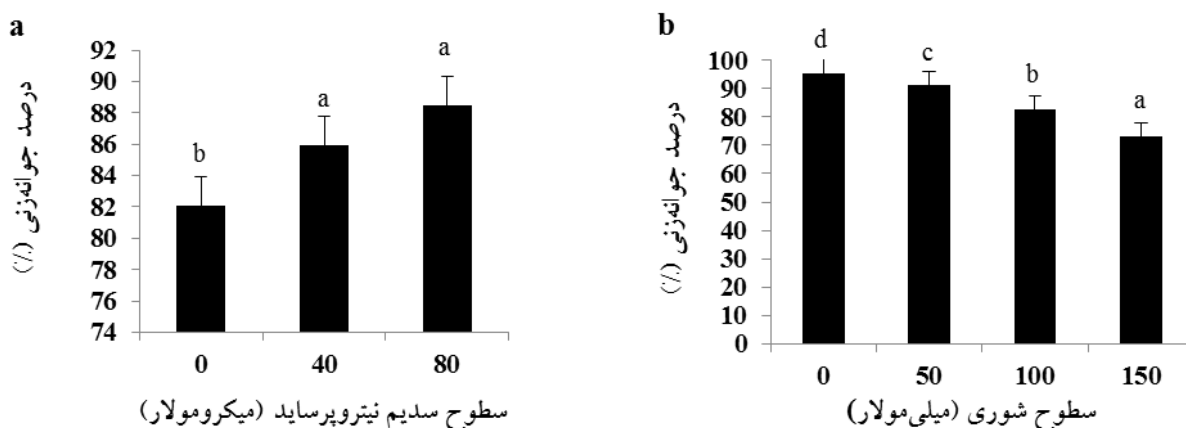 a
92
90
88
86
84
82
80
78
76
74
درصد جوانه‌زنی (٪)
b
a
a
0 40 80
سطوح سدیم نیتروپرساید (میکرومولار)
b
100
90
80
70
60
50
40
30
20
10
0
درصد جوانه‌زنی (٪)
d
c
b
a
0 50 100 150
سطوح شوری (میلی‌مولار)